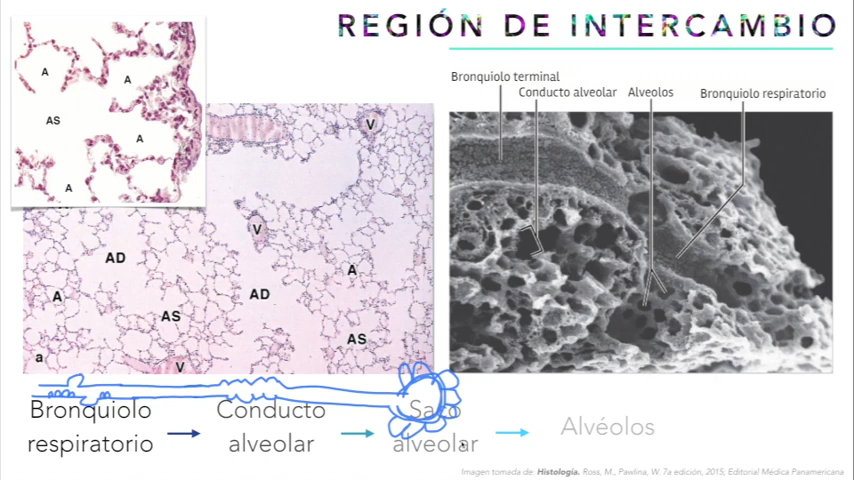 REGIÓN DE INTERCAMBIO
Bronquiolo terminal
Conducto alveolar
Alveolos
Bronquiolo respiratorio
A
A
AS
A
A
V
V
AD
A
A
AD
AS
AS
a
V
Bronquiolo
respiratorio
Conducto
alveolar
Saco
alveolar
Alvéolos
Imagen tomada de: Histología. Ross, M., Pawlina, W. 7a edición, 2015; Editorial Médica Panamericana